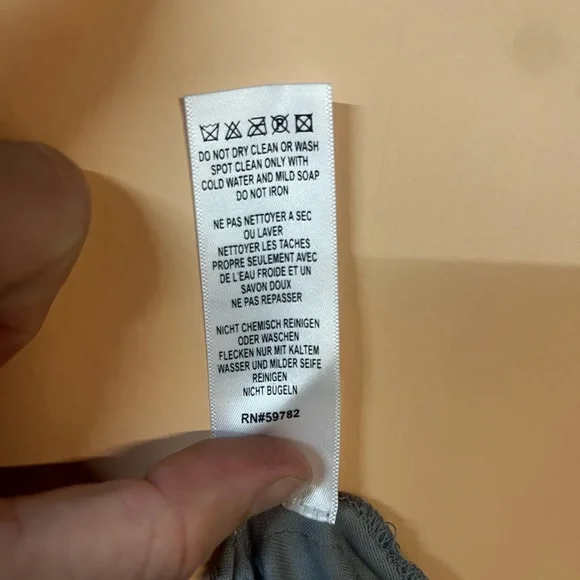 DO NOT DRY CLEAN OR WASH
SPOT CLEAN ONLY WITH
COLD WATER AND MILD SOAP
DO NOT IRON
NE PAS NETTOYER A SEC
OU LAVER
NETTOYER LES TACHES
PROPRE SEULEMENT AVEC
DE L'EAU FROIDE ET UN
SAVON DOUX
NE PAS REPASSER
NICHT CHEMISCH REINIGEN
ODER WASCHEN
FLECKEN NUR MIT KALTEM
WASSER UND MILDER SEIFE
REINIGEN
NICHT BUGELN
RN#59782